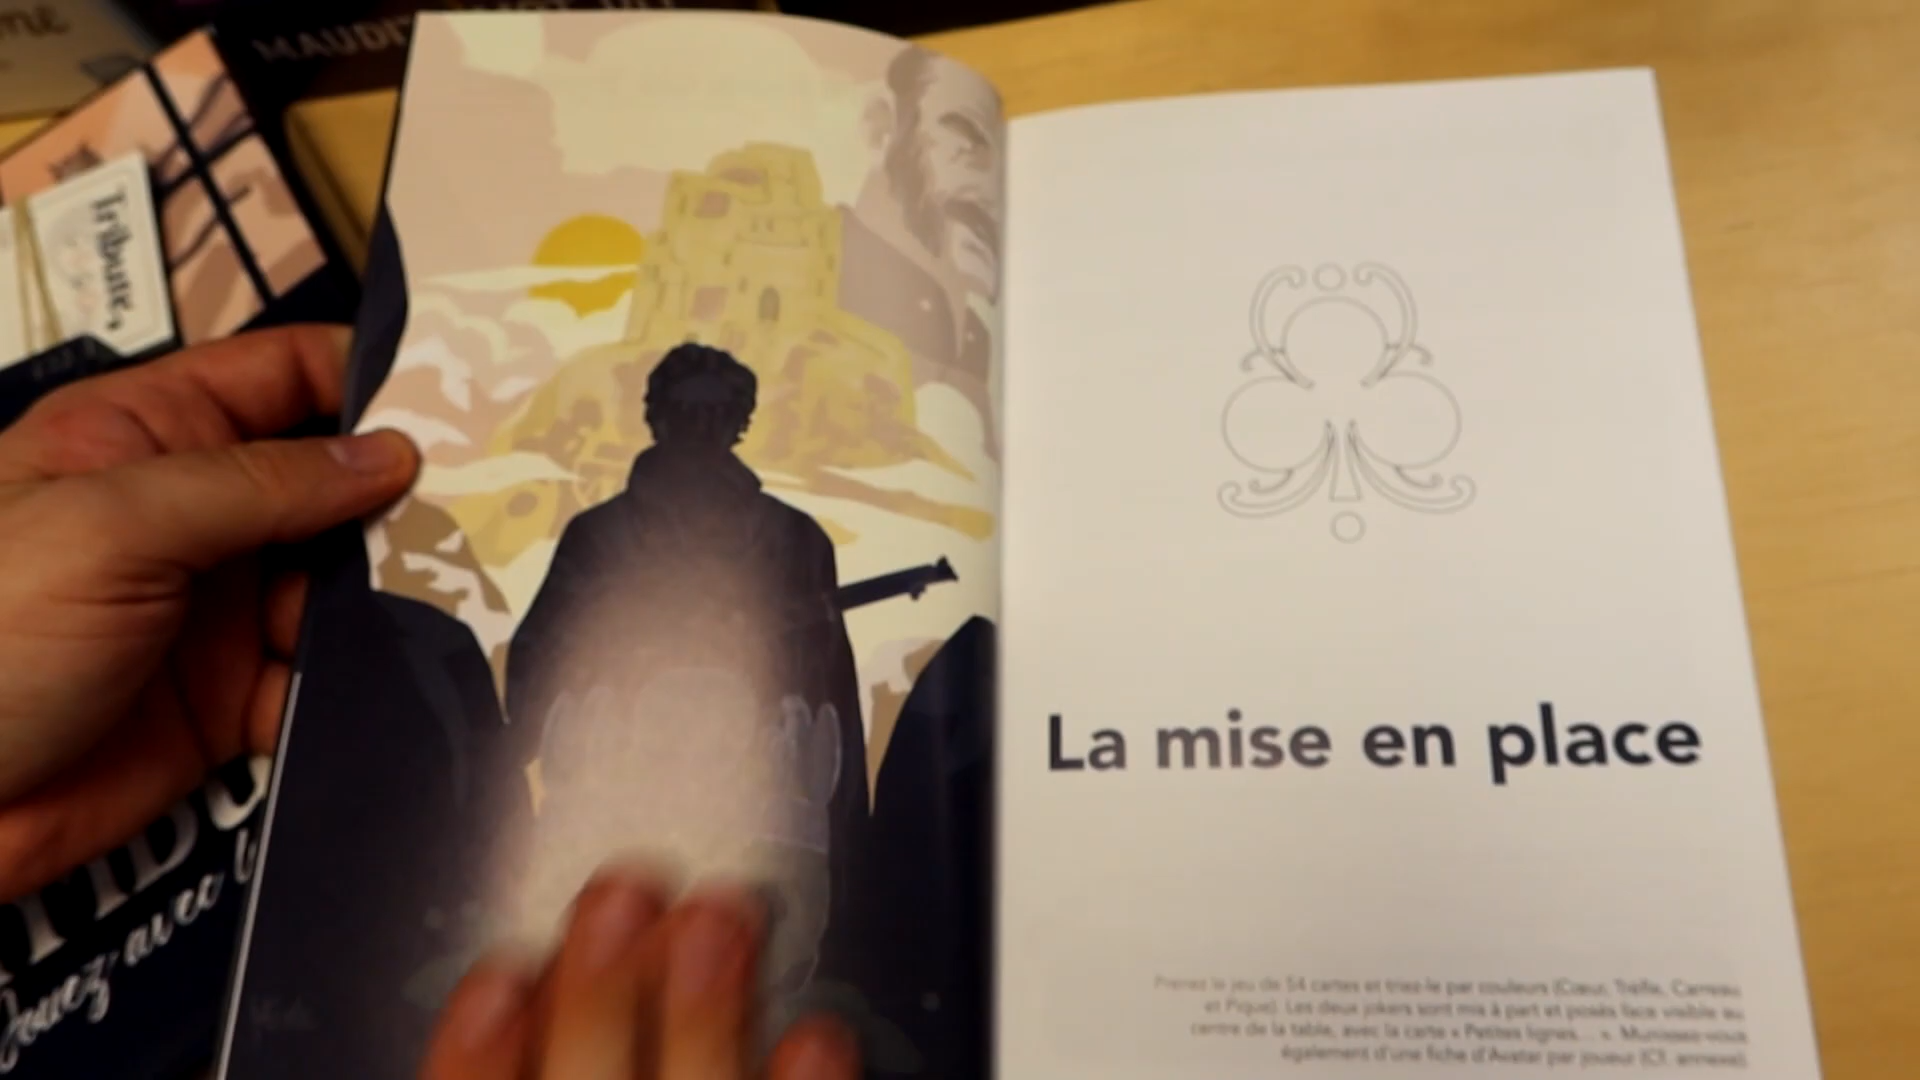 MAUDIT
Tribute,
Jouez avec l
La mise en place
Prenez le jeu de 54 cartes et triez-le par couleurs (Cœur, Trèfle, Carreau
et Pique). Les deux jokers sont mis à part et posés face visible au
centre de la table, avec la carte « Petites lignes... ». Munissez-vous
également d'une fiche d'Avatar par joueur (Cf. annexe)